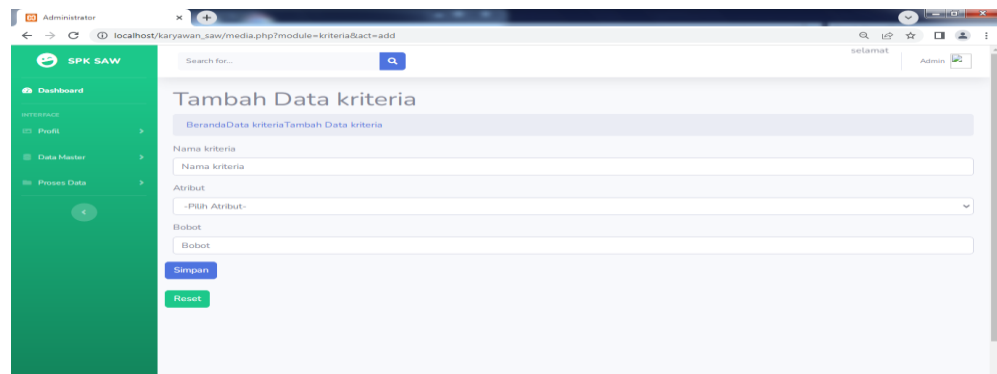 Administrator
localhost/karyawan_saw/media.php?module=kriteria&act=add
SPK SAW
Search for...
selamat
Admin
Dashboard
INTERFACE
Profil
Data Master
Proses Data
Tambah Data kriteria
BerandaData kriteriaTambah Data kriteria
Nama kriteria
Nama kriteria
Atribut
-Pilih Atribut-
Bobot
Bobot
Simpan
Reset